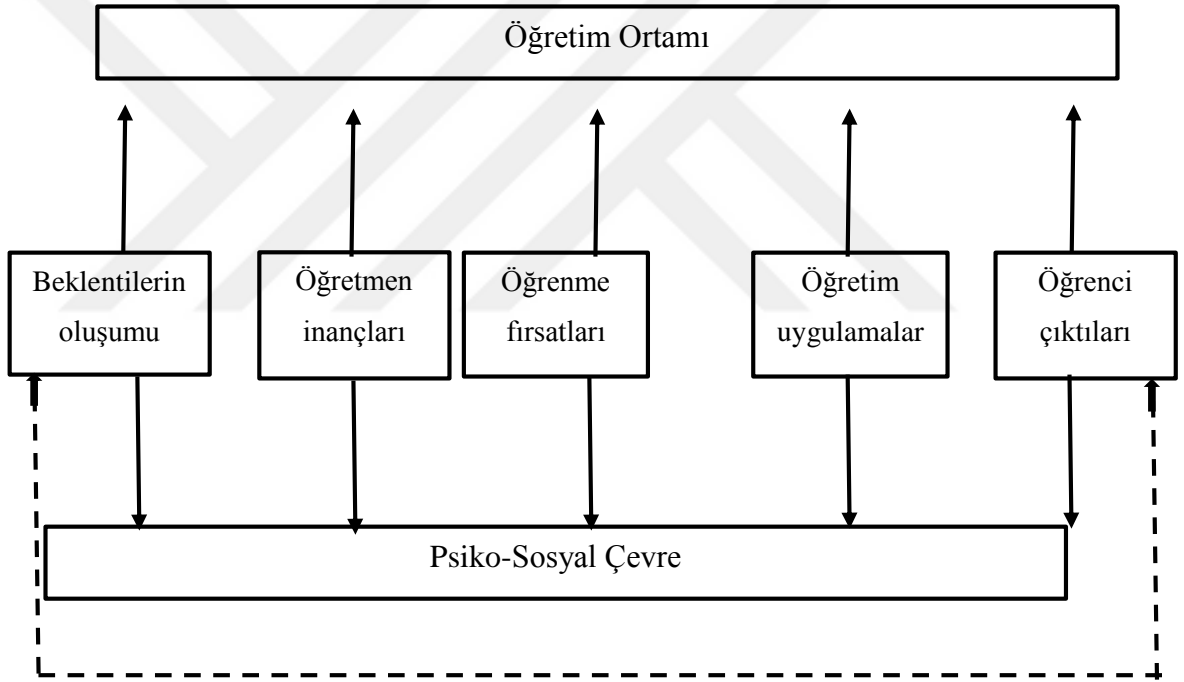 Öğretim Ortamı
Beklentilerin
oluşumu
Öğretmen
inançları
Öğrenme
fırsatları
Öğretim
uygulamalar
Öğrenci
çıktıları
Psiko-Sosyal Çevre